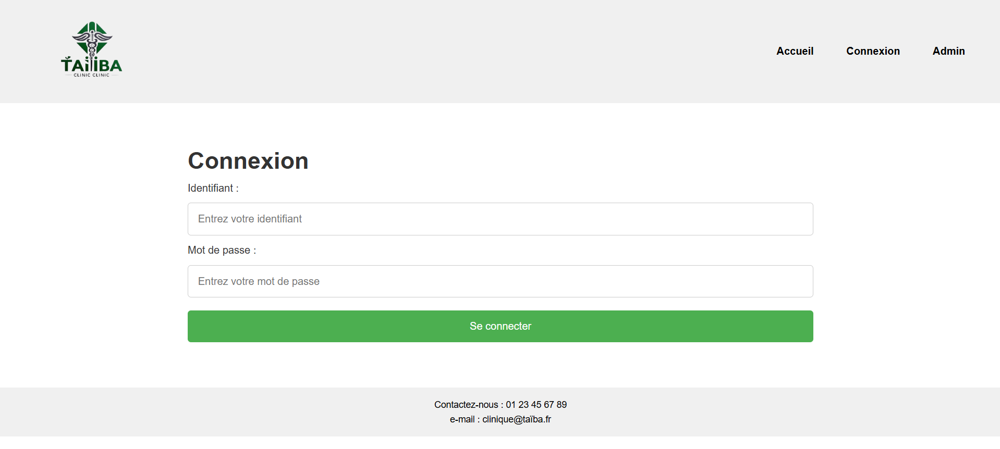 TAIIIBA
CLINIC CLINIC
Accueil Connexion Admin
Connexion
Identifiant :
Entrez votre identifiant
Mot de passe :
Entrez votre mot de passe
Se connecter
Contactez-nous : 01 23 45 67 89
e-mail : clinique@taïba.fr